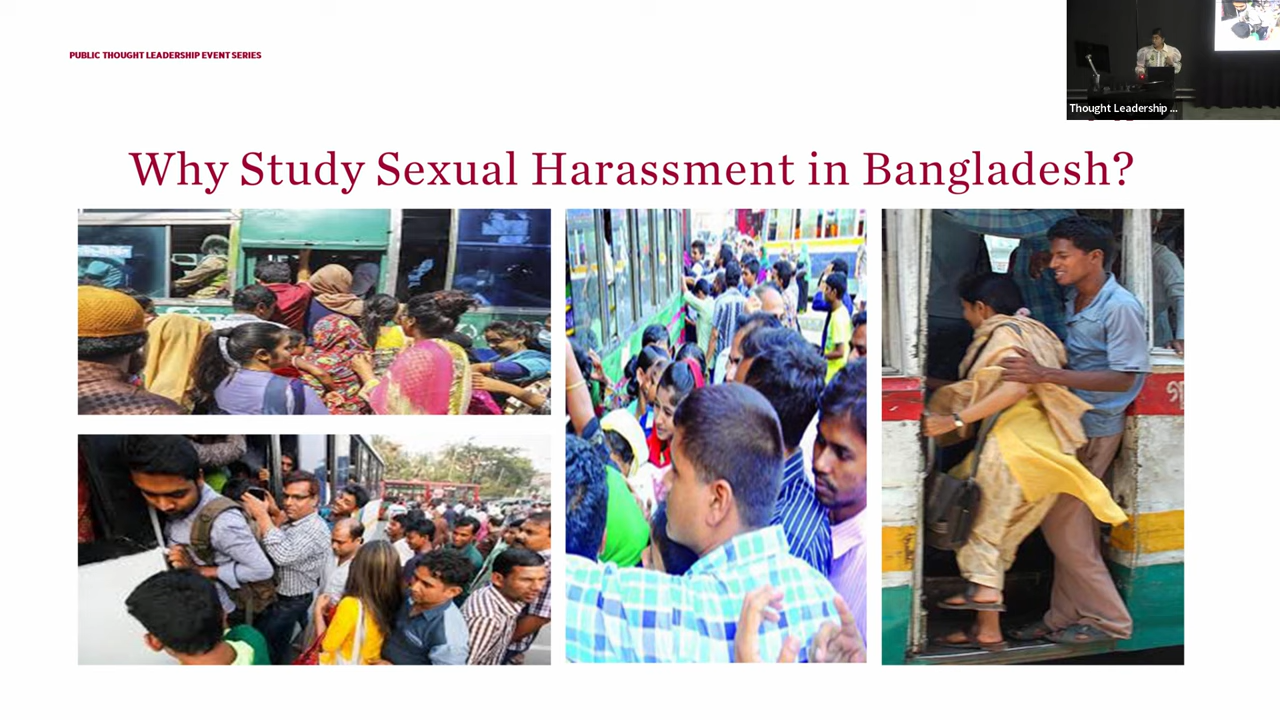 PUBLIC THOUGHT LEADERSHIP EVENT SERIES
Thought Leadership ...
Why Study Sexual Harassment in Bangladesh?